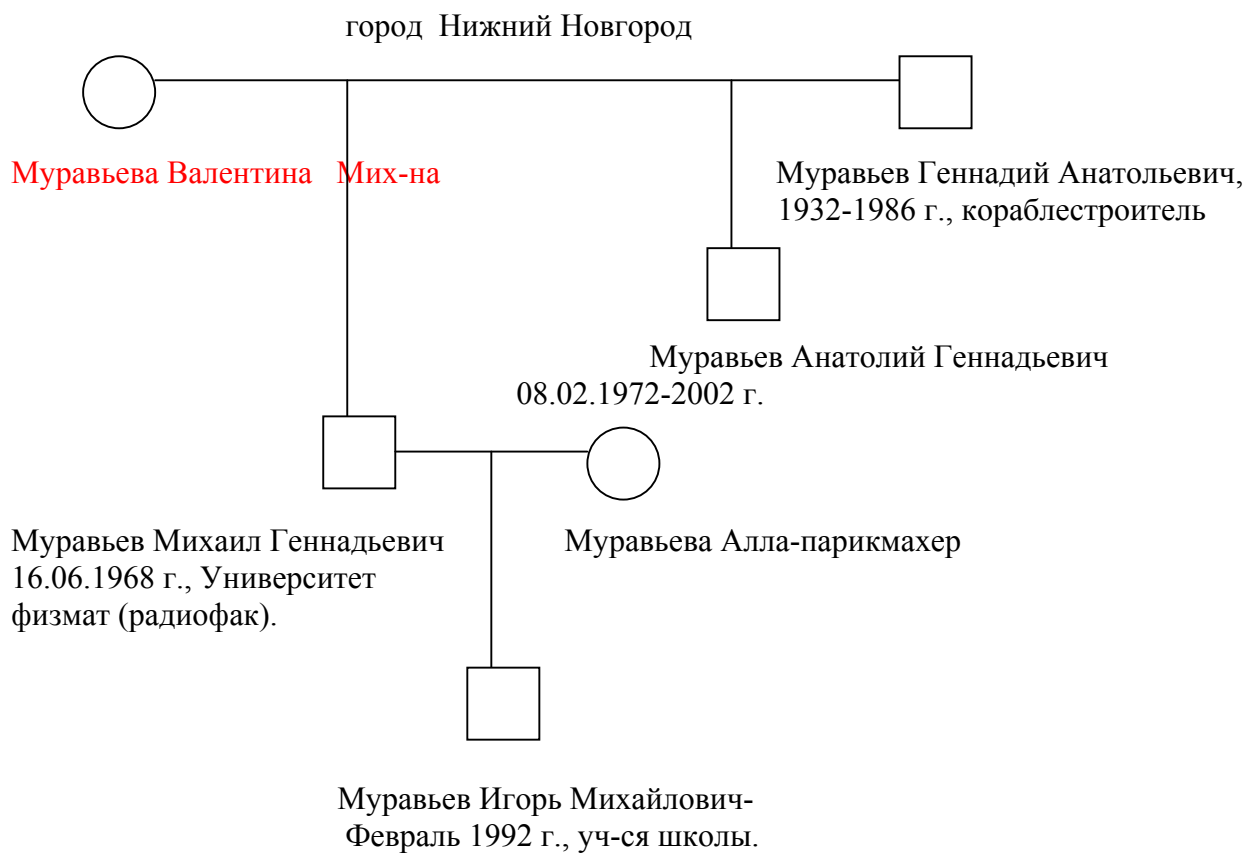 город Нижний Новгород
Муравьева Валентина Мих-на
Муравьев Геннадий Анатольевич,
1932-1986 г., кораблестроитель
Муравьев Анатолий Геннадьевич
08.02.1972-2002 г.
Муравьев Михаил Геннадьевич
16.06.1968 г., Университет
физмат (радиофак).
Муравьева Алла-парикмахер
Муравьев Игорь Михайлович-
Февраль 1992 г., уч-ся школы.